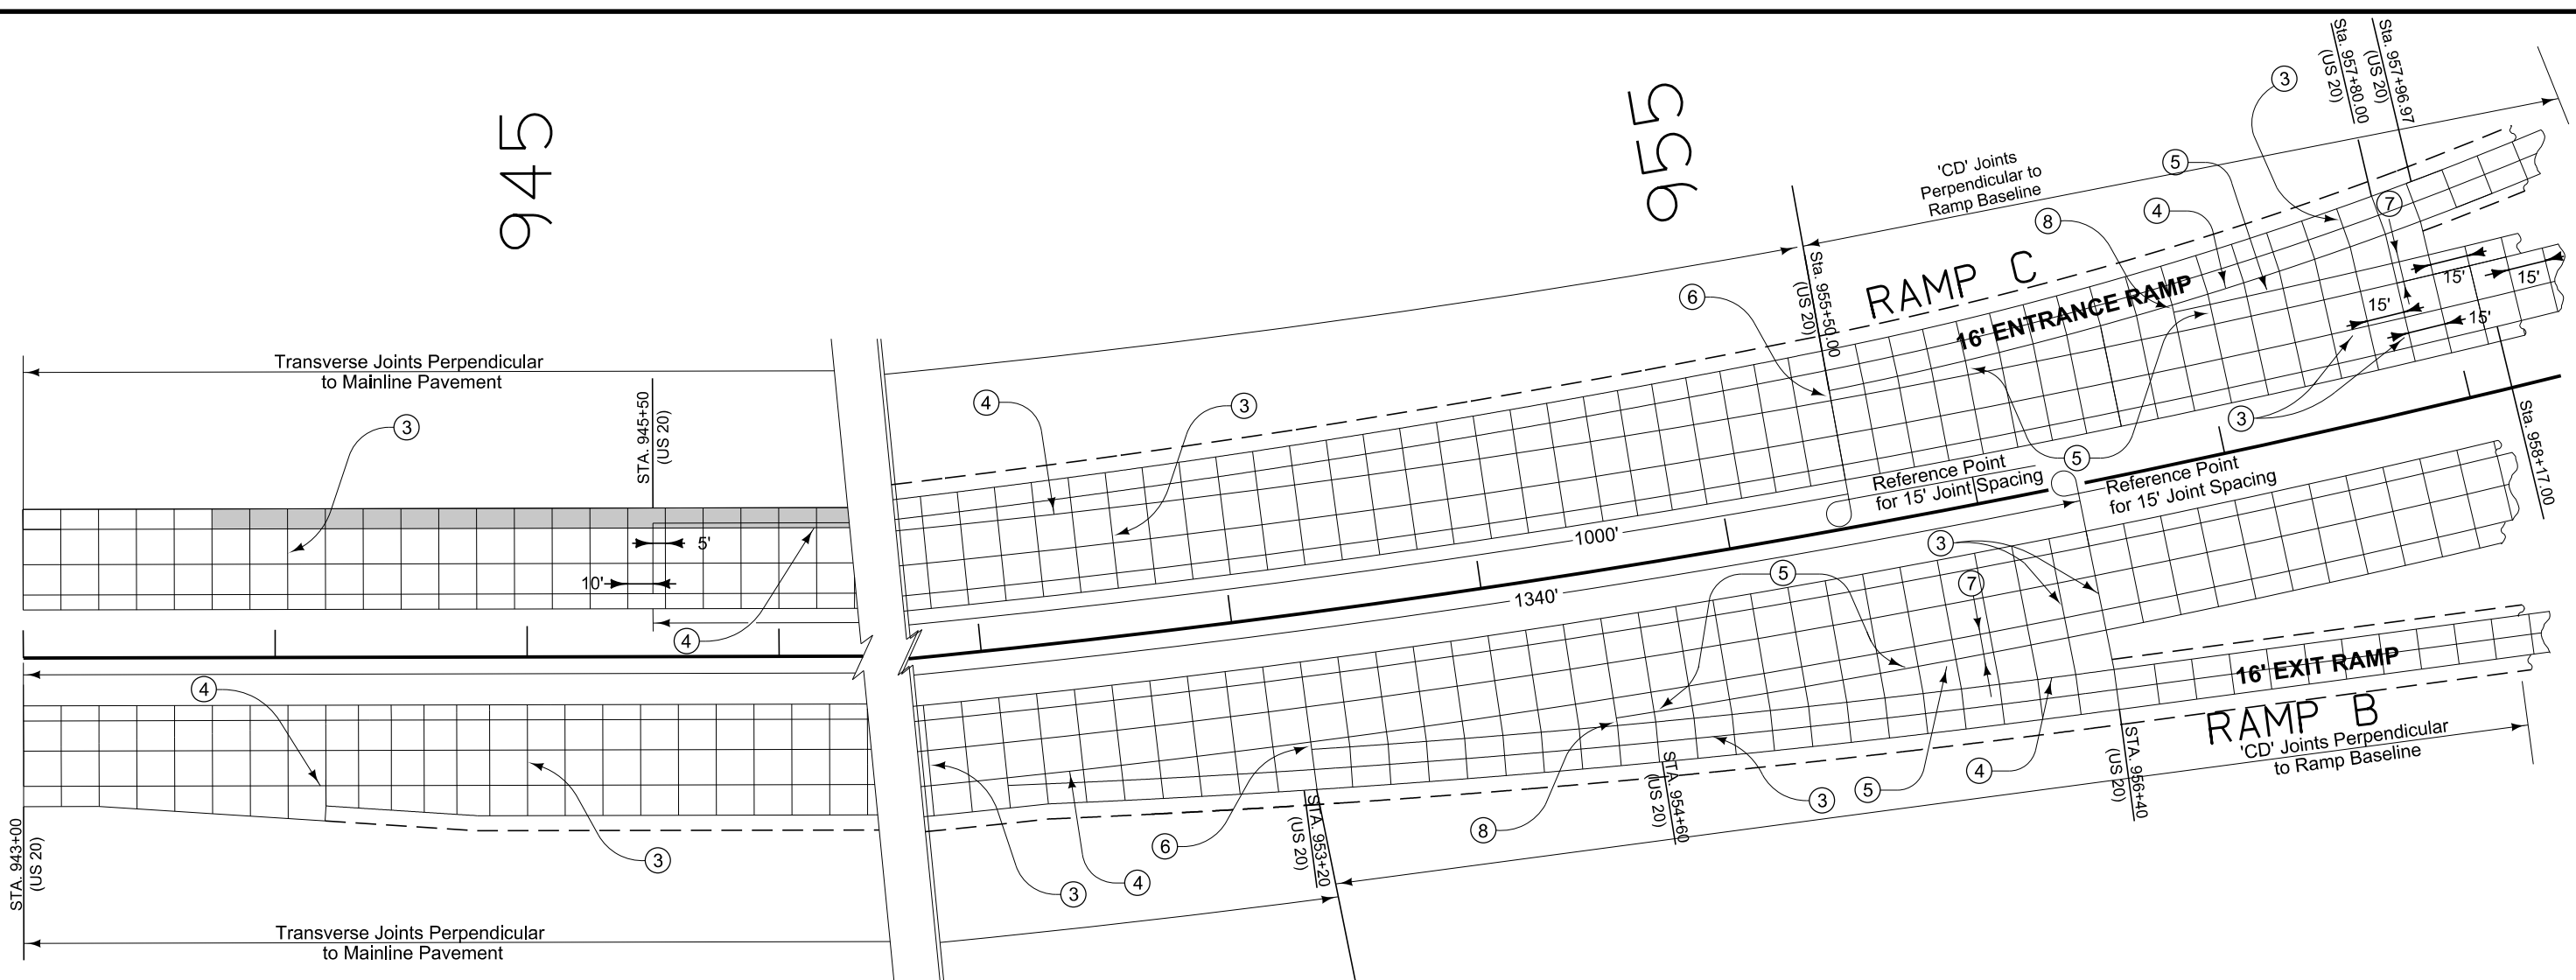 945
955
Sta. 957+80.00
(US 20)
Sta. 957+96.97
(US 20)
3
'CD' Joints
Perpendicular to
Ramp Baseline
5
4
7
8
RAMP C
16' ENTRANCE RAMP
Sta. 955+50.00
(US 20)
6
15'
15'
15'
15'
Transverse Joints Perpendicular
to Mainline Pavement
3
STA. 945+50
(US 20)
4
3
3
5
Sta. 958+17.00
Reference Point
for 15' Joint Spacing
Reference Point
for 15' Joint Spacing
5'
10'
1000'
3
5
7
1340'
4
4
16' EXIT RAMP
RAMP B
'CD' Joints Perpendicular
to Ramp Baseline
STA. 943+00
(US 20)
3
6
STA. 953+20
(US 20)
8
STA. 954+60
(US 20)
3
5
4
STA. 956+40
(US 20)
3
4
Transverse Joints Perpendicular
to Mainline Pavement